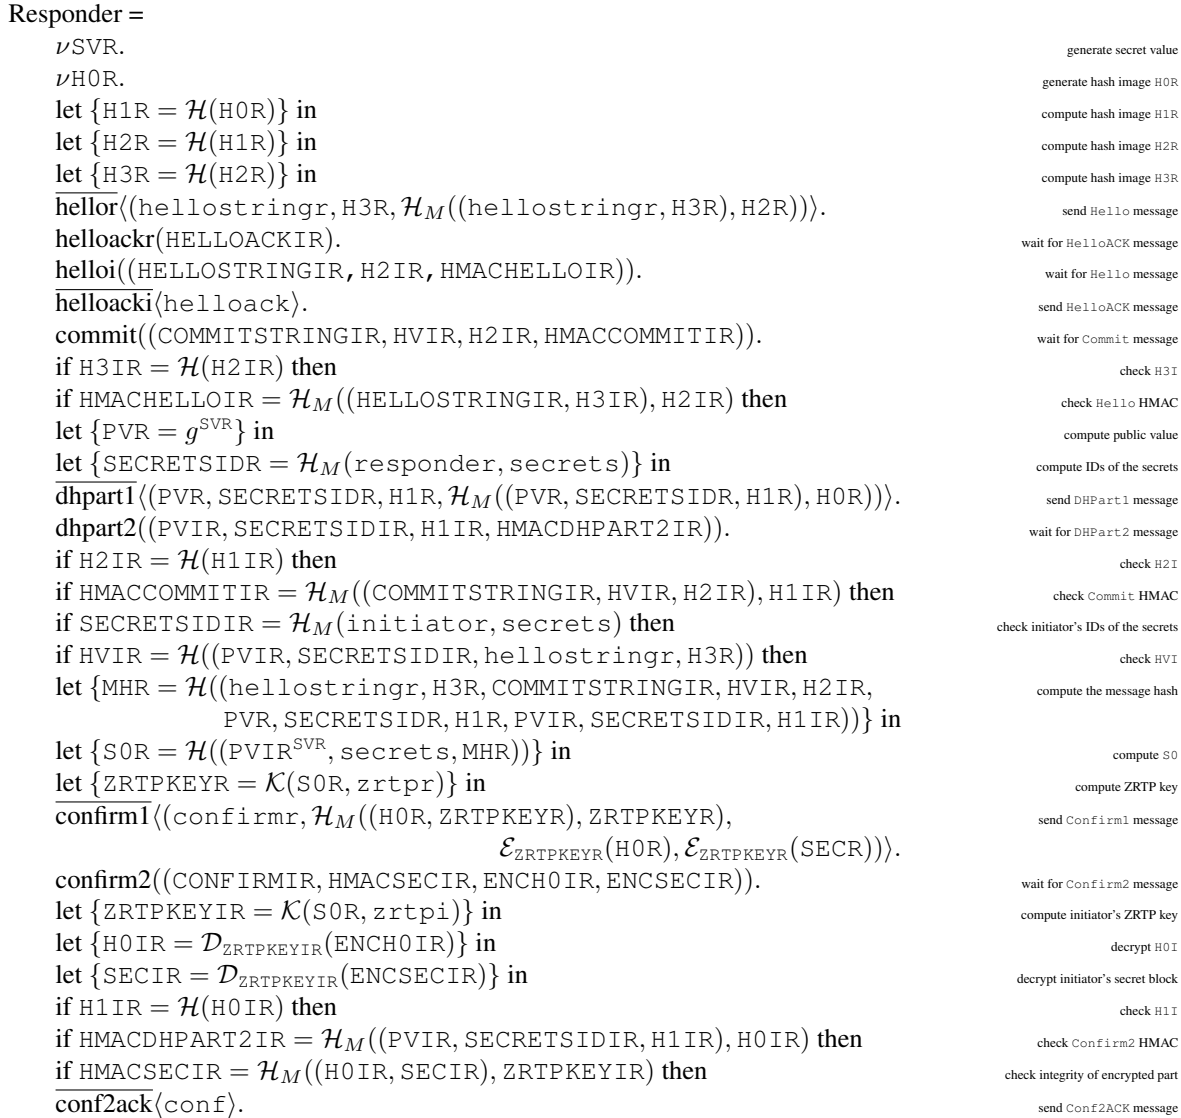 Responder =
νSVR. generate secret value
νH0R. generate hash image H0R
let {H1R = ℋ(H0R)} in compute hash image H1R
let {H2R = ℋ(H1R)} in compute hash image H2R
let {H3R = ℋ(H2R)} in compute hash image H3R
hellor⟨(hellostringr, H3R, ℋ_M((hellostringr, H3R), H2R))⟩. send Hello message
helloackr(HELLOACKIR). wait for HelloACK message
helloi((HELLOSTRINGIR, H2IR, HMACHELLOIR)). wait for Hello message
helloacki⟨helloack⟩. send HelloACK message
commit((COMMITSTRINGIR, HVIR, H2IR, HMACCOMMITIR)). wait for Commit message
if H3IR = ℋ(H2IR) then check H3I
if HMACHELLOIR = ℋ_M((HELLOSTRINGIR, H3IR), H2IR) then check Hello HMAC
let {PVR = g^SVR} in compute public value
let {SECRETSIDR = ℋ_M(responder, secrets)} in compute IDs of the secrets
dhpart1⟨(PVR, SECRETSIDR, H1R, ℋ_M((PVR, SECRETSIDR, H1R), H0R))⟩. send DHPart1 message
dhpart2((PVIR, SECRETSIDIR, H1IR, HMACDHPART2IR)). wait for DHPart2 message
if H2IR = ℋ(H1IR) then check H2I
if HMACCOMMITIR = ℋ_M((COMMITSTRINGIR, HVIR, H2IR), H1IR) then check Commit HMAC
if SECRETSIDIR = ℋ_M(initiator, secrets) then check initiator's IDs of the secrets
if HVIR = ℋ((PVIR, SECRETSIDIR, hellostringr, H3R)) then check HVI
let {MHR = ℋ((hellostringr, H3R, COMMITSTRINGIR, HVIR, H2IR, compute the message hash
PVR, SECRETSIDR, H1R, PVIR, SECRETSIDIR, H1IR))} in
let {S0R = ℋ((PVIR^SVR, secrets, MHR))} in compute S0
let {ZRTPKEYR = 𝒦(S0R, zrtpr)} in compute ZRTP key
confirm1⟨(confirmr, ℋ_M((H0R, ZRTPKEYR), ZRTPKEYR), send Confirm1 message
ℰ_ZRTPKEYR(H0R), ℰ_ZRTPKEYR(SECR))⟩.
confirm2((CONFIRMIR, HMACSECIR, ENCH0IR, ENCSECIR)). wait for Confirm2 message
let {ZRTPKEYIR = 𝒦(S0R, zrtpi)} in compute initiator's ZRTP key
let {H0IR = 𝒟_ZRTPKEYIR(ENCH0IR)} in decrypt H0I
let {SECIR = 𝒟_ZRTPKEYIR(ENCSECIR)} in decrypt initiator's secret block
if H1IR = ℋ(H0IR) then check H1I
if HMACDHPART2IR = ℋ_M((PVIR, SECRETSIDIR, H1IR), H0IR) then check Confirm2 HMAC
if HMACSECIR = ℋ_M((H0IR, SECIR), ZRTPKEYIR) then check integrity of encrypted part
conf2ack⟨conf⟩. send Conf2ACK message